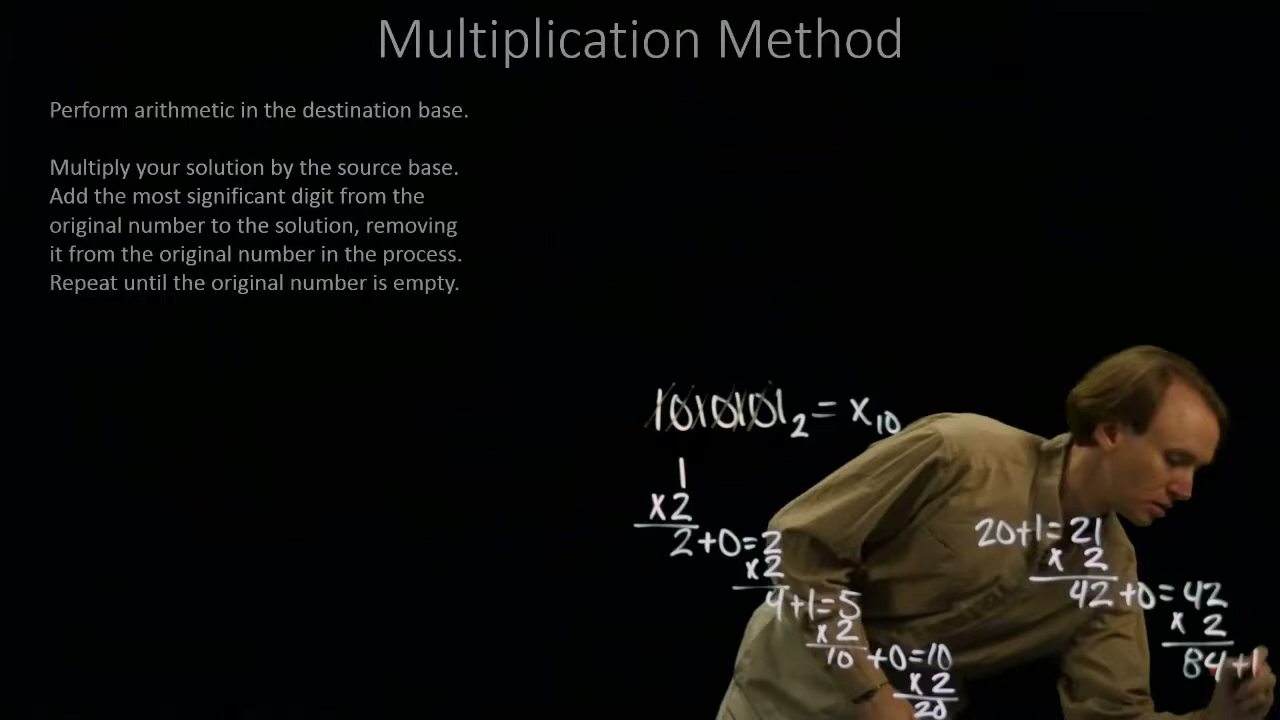 Multiplication Method
Perform arithmetic in the destination base.
Multiply your solution by the source base.
Add the most significant digit from the
original number to the solution, removing
it from the original number in the process.
Repeat until the original number is empty.
1010101₂ = x₁₀
1
x2
2+0=2
x2
4+1=5
x2
10+0=10
x2
20
20+1=21
x 2
42+0=42
x 2
84+1